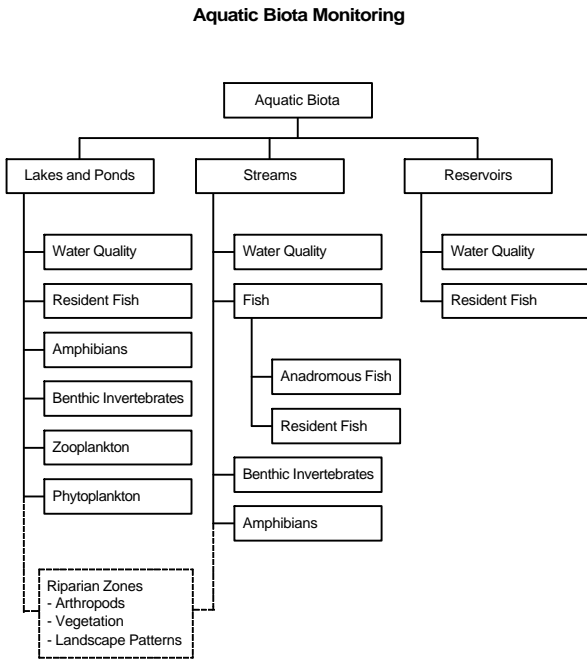 Aquatic Biota Monitoring
Aquatic Biota
Lakes and Ponds
Streams
Reservoirs
Water Quality
Resident Fish
Amphibians
Benthic Invertebrates
Zooplankton
Phytoplankton
Water Quality
Fish
Anadromous Fish
Resident Fish
Benthic Invertebrates
Amphibians
Water Quality
Resident Fish
Riparian Zones
- Arthropods
- Vegetation
- Landscape Patterns